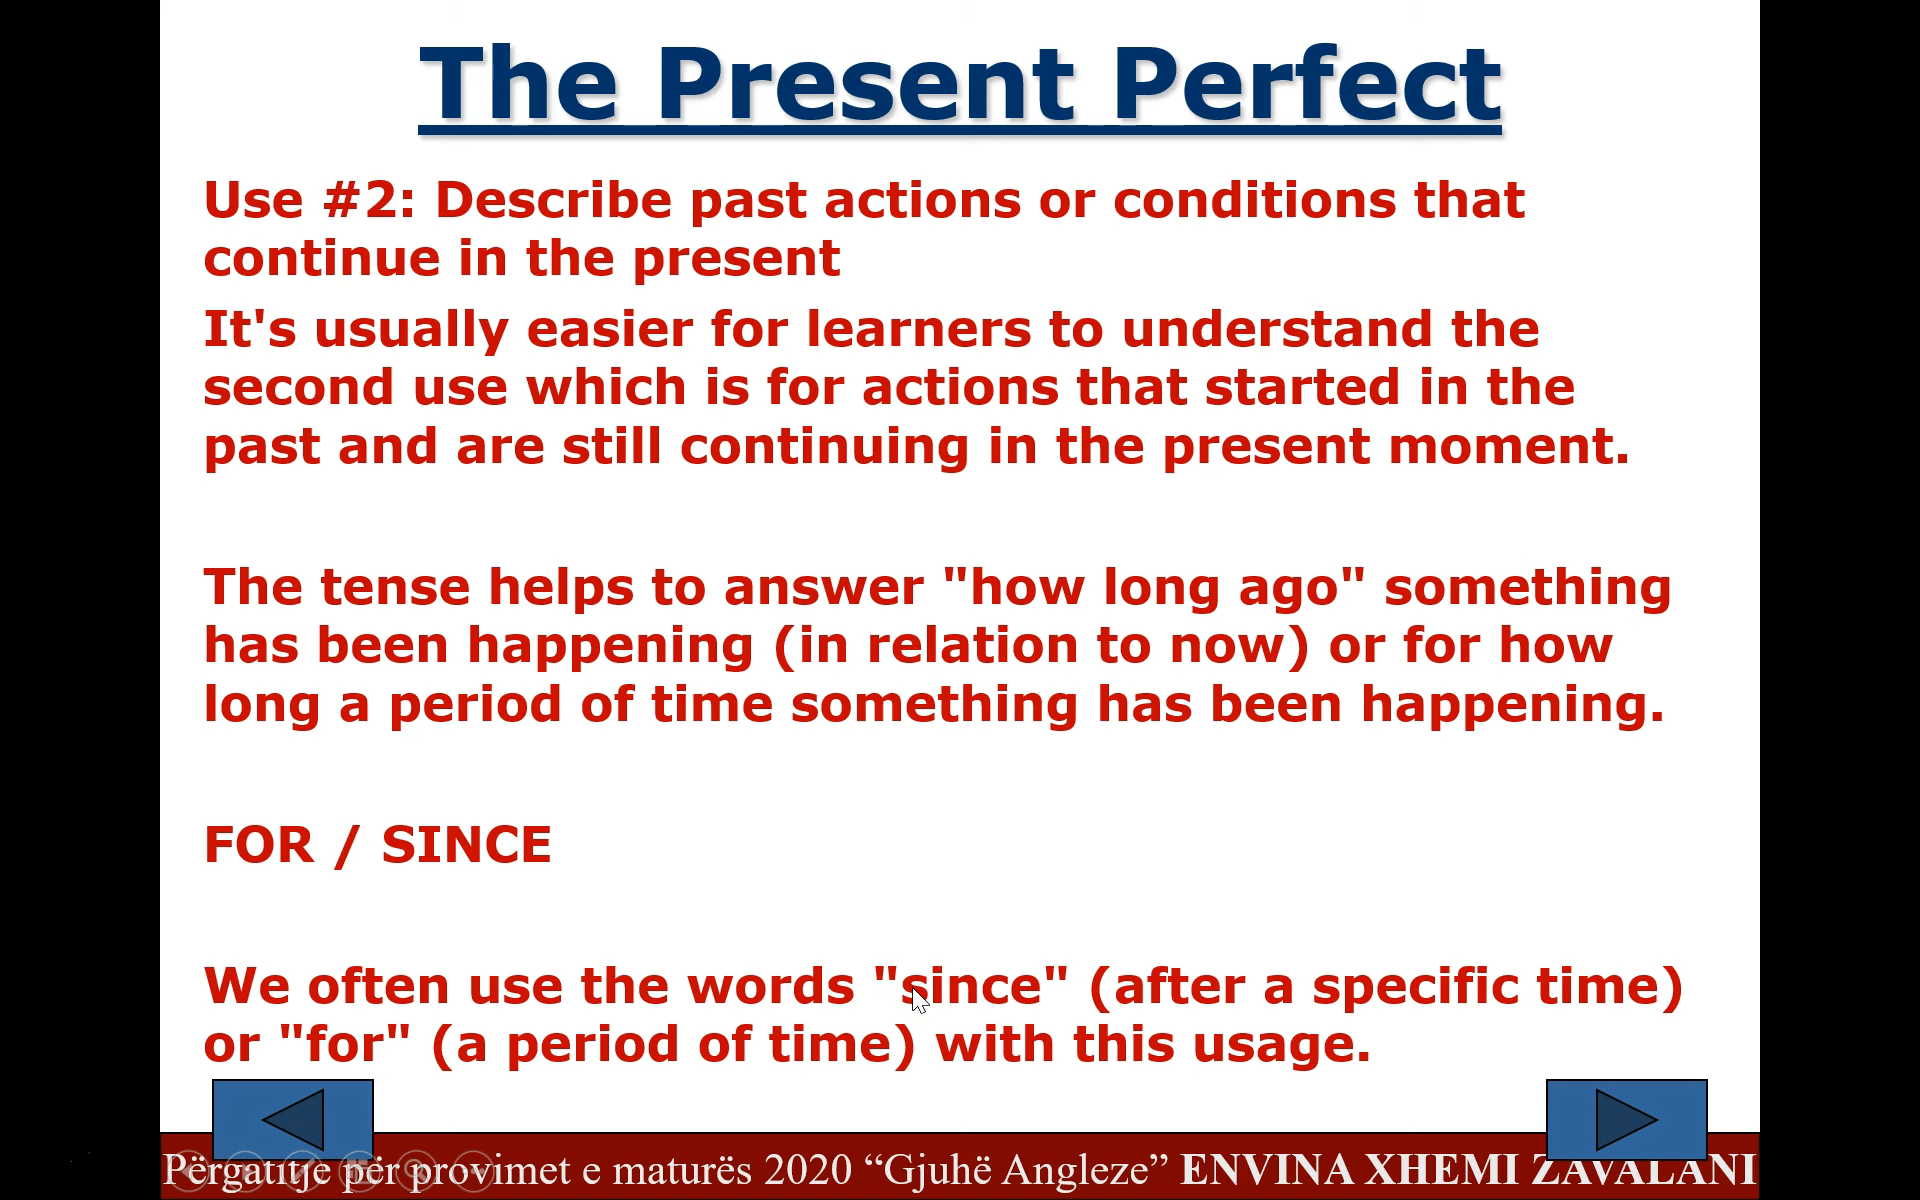 The Present Perfect
Use #2: Describe past actions or conditions that
continue in the present
It's usually easier for learners to understand the
second use which is for actions that started in the
past and are still continuing in the present moment.
The tense helps to answer "how long ago" something
has been happening (in relation to now) or for how
long a period of time something has been happening.
FOR / SINCE
We often use the words "since" (after a specific time)
or "for" (a period of time) with this usage.
Përgatitje për provimet e maturës 2020 “Gjuhë Angleze” ENVINA XHEMI ZAVALANI